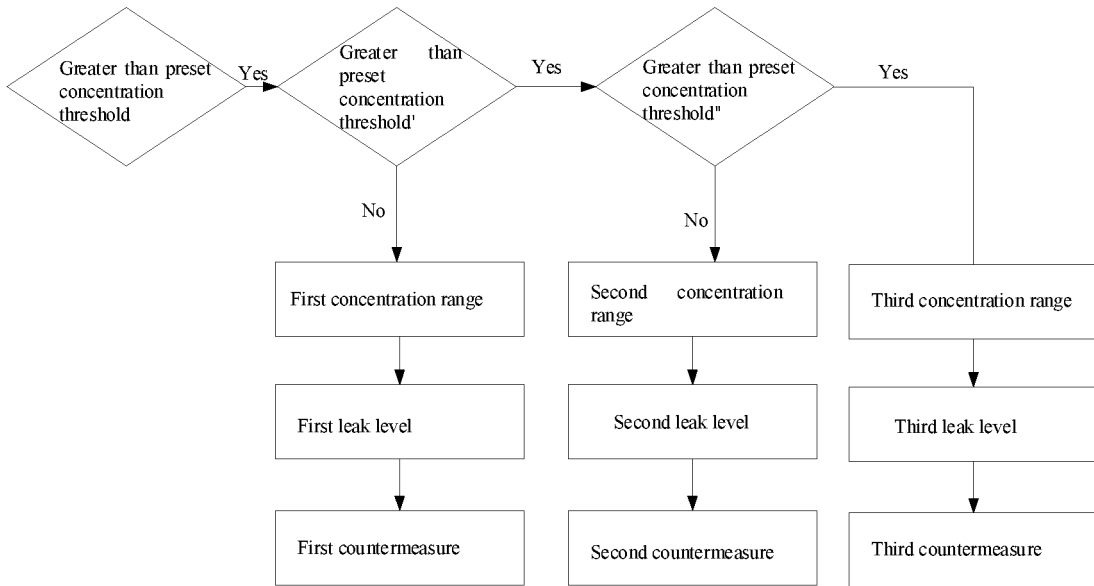 Greater than preset
concentration
threshold
Yes
Greater than
preset
concentration
threshold'
Yes
Greater than preset
concentration
threshold"
Yes
No
No
First concentration range
Second concentration
range
Third concentration range
First leak level
Second leak level
Third leak level
First countermeasure
Second countermeasure
Third countermeasure